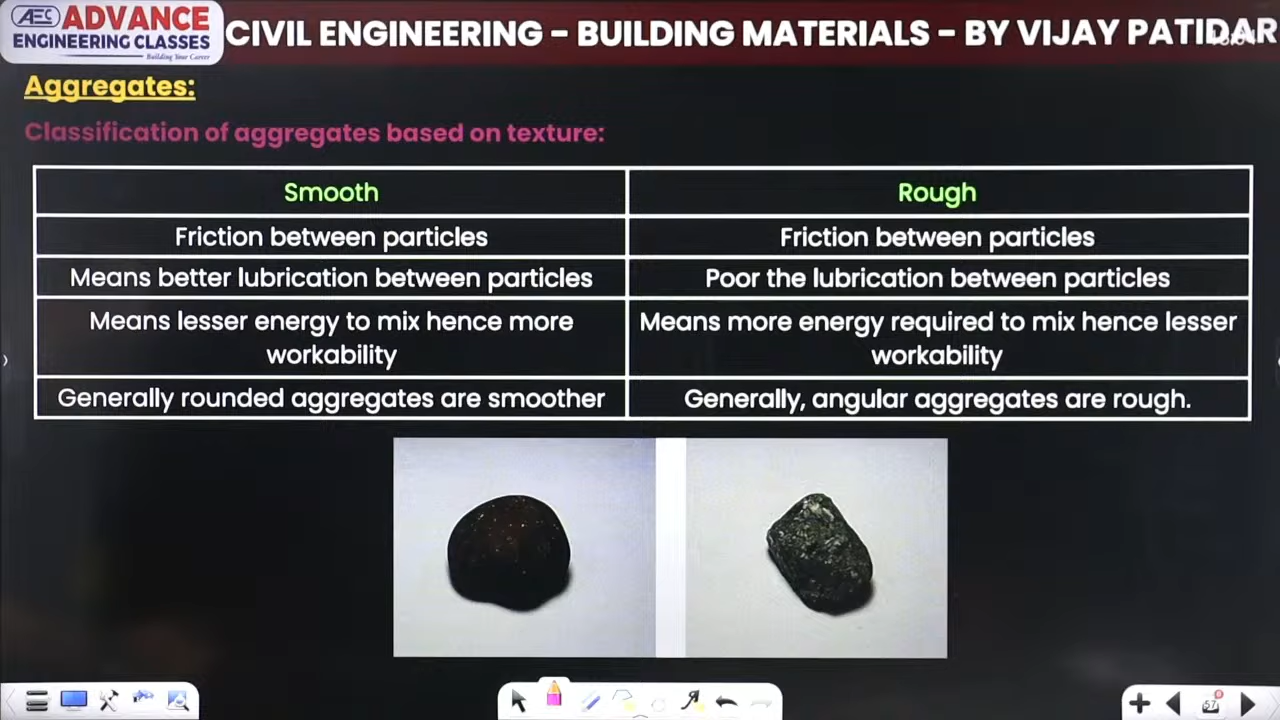 AEC ADVANCE
ENGINEERING CLASSES
Building Your Career
CIVIL ENGINEERING - BUILDING MATERIALS - BY VIJAY PATIDAR
Aggregates:
Classification of aggregates based on texture:
Smooth
Rough
Friction between particles
Friction between particles
Means better lubrication between particles
Poor the lubrication between particles
Means lesser energy to mix hence more
workability
Means more energy required to mix hence lesser
workability
Generally rounded aggregates are smoother
Generally, angular aggregates are rough.
57